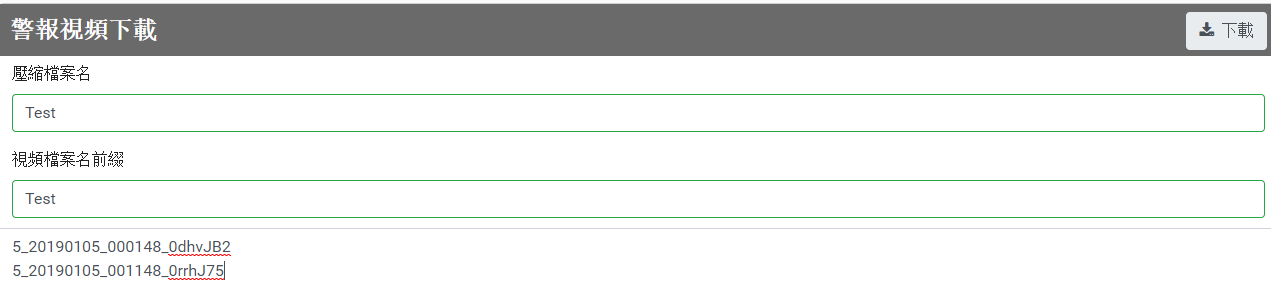 警報視頻下載
下載
壓縮檔案名
Test
視頻檔案名前綴
Test
5_20190105_000148_0dhvJB2
5_20190105_001148_0rrhJ75